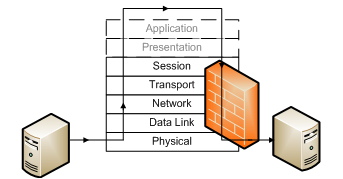 Application
Presentation
Session
Transport
Network
Data Link
Physical